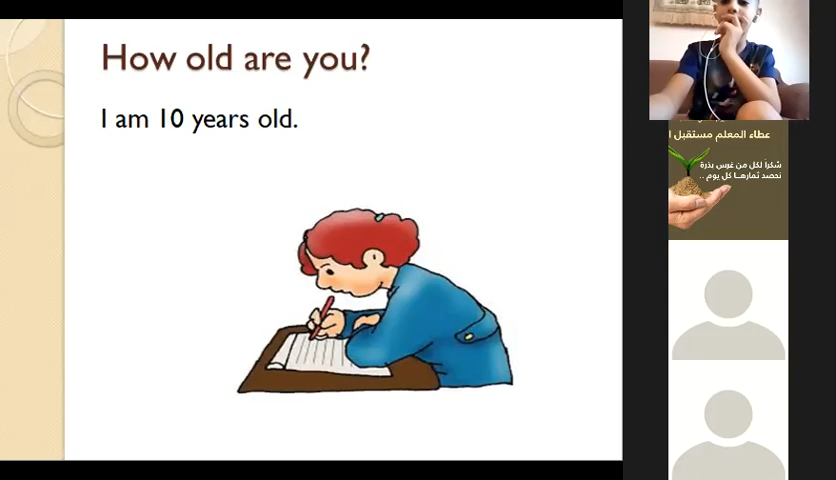 How old are you?
I am 10 years old.
عطاء المعلم مستقبل
شكراً لكل من غرس بذرة
نحصد ثمارهـا كل يوم ..